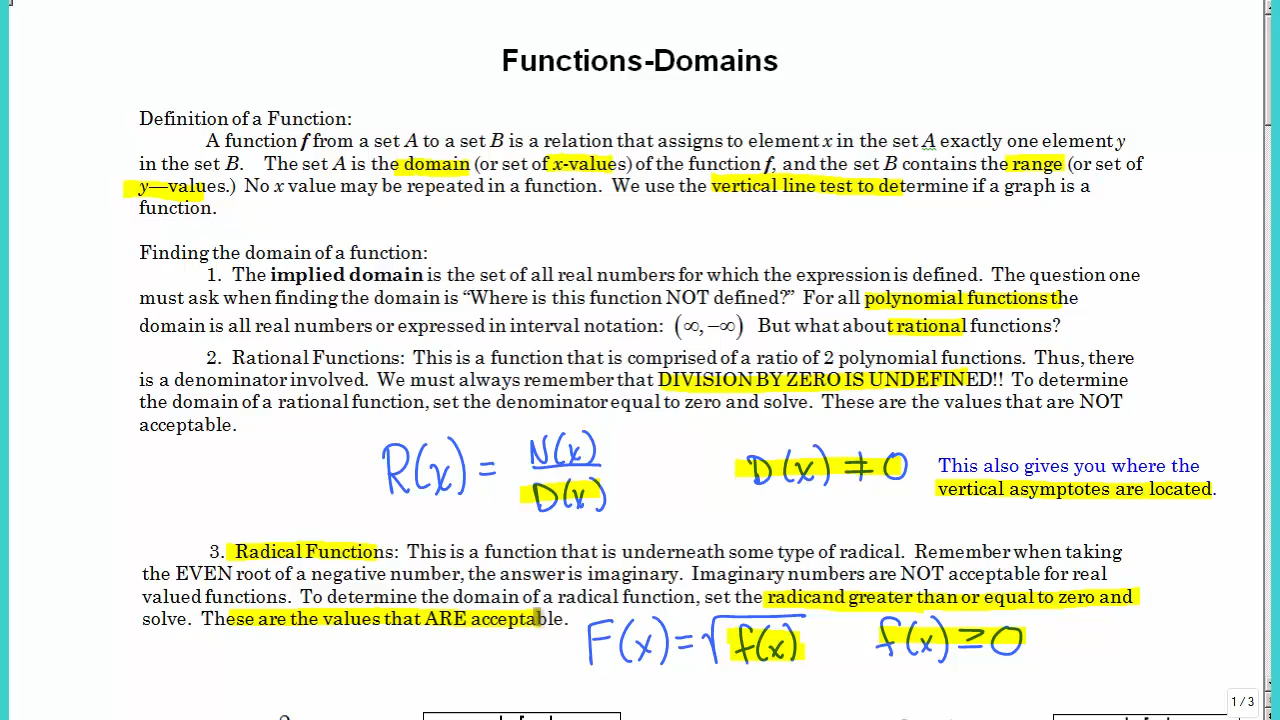 Functions-Domains
Definition of a Function:
A function f from a set A to a set B is a relation that assigns to element x in the set A exactly one element y
in the set B. The set A is the domain (or set of x-values) of the function f, and the set B contains the range (or set of
y—values.) No x value may be repeated in a function. We use the vertical line test to determine if a graph is a
function.
Finding the domain of a function:
1. The implied domain is the set of all real numbers for which the expression is defined. The question one
must ask when finding the domain is “Where is this function NOT defined?” For all polynomial functions the
domain is all real numbers or expressed in interval notation: (∞, −∞) But what about rational functions?
2. Rational Functions: This is a function that is comprised of a ratio of 2 polynomial functions. Thus, there
is a denominator involved. We must always remember that DIVISION BY ZERO IS UNDEFINED!! To determine
the domain of a rational function, set the denominator equal to zero and solve. These are the values that are NOT
acceptable.
R(x) = N(x)/D(x) D(x) ≠ 0 This also gives you where the
vertical asymptotes are located.
3. Radical Functions: This is a function that is underneath some type of radical. Remember when taking
the EVEN root of a negative number, the answer is imaginary. Imaginary numbers are NOT acceptable for real
valued functions. To determine the domain of a radical function, set the radicand greater than or equal to zero and
solve. These are the values that ARE acceptable.
F(x) = √f(x) f(x) ≥ 0
1 / 3